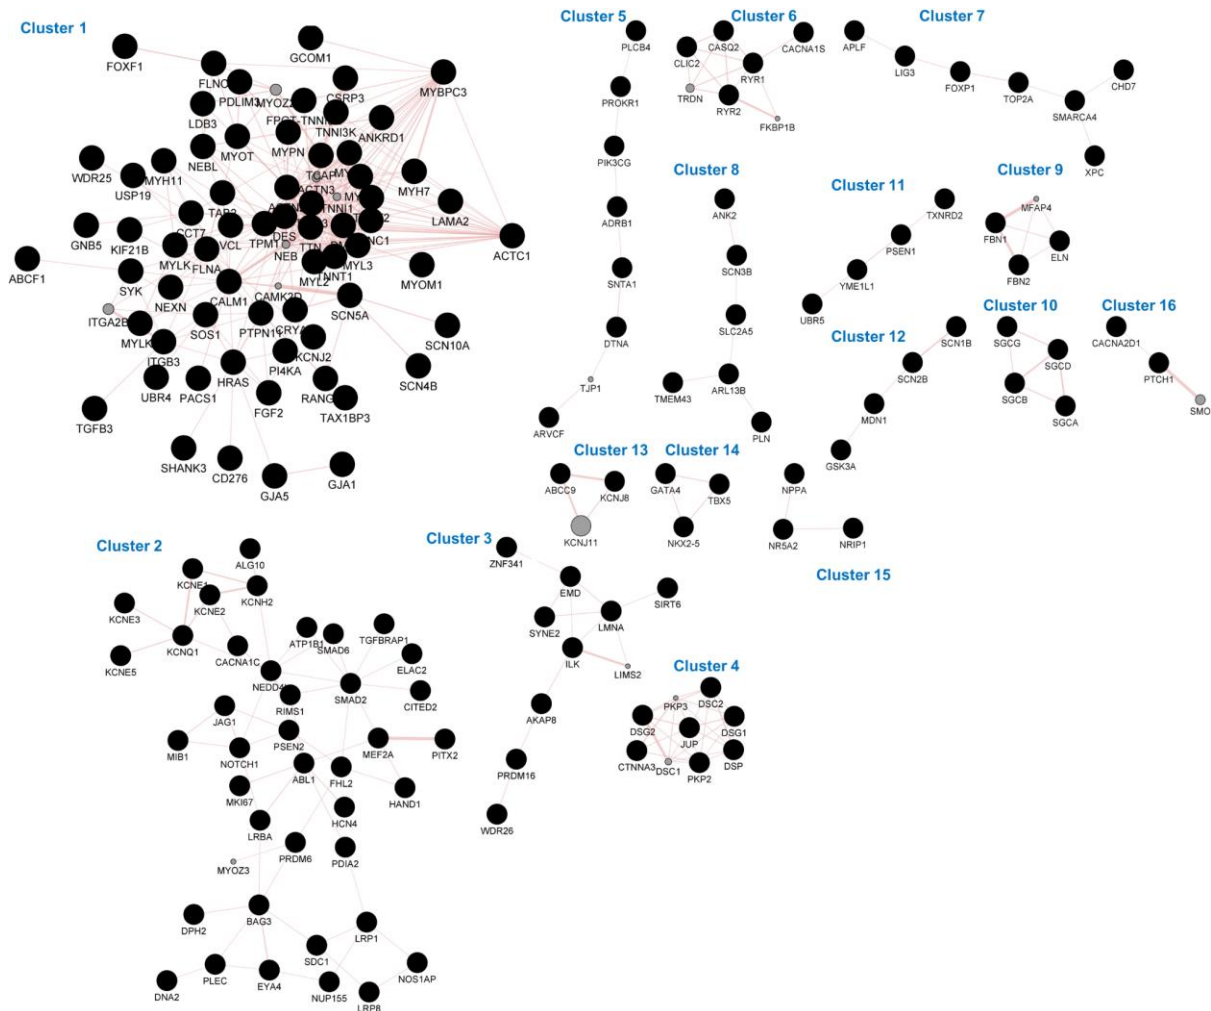 Cluster 1
FOXF1
GCOM1
FLNC
PDLIM3
CSRP3
MYBPC3
LDB3
TNNI3K
ANKRD1
NEBL
MYOT
MYPN
WDR25
MYH11
USP19
TCAP
ACTN3
MYH7
LAMA2
GNB5
CCT7
VCL
TPM1
DES
TNNI1
KIF21B
TTN
ACTC1
ABCF1
MYLK
FLNA
NEB
MYL3
TNNT1
MYL2
MYOM1
SYK
NEXN
CALM1
SCN5A
ITGA2B
SOS1
PTPN11
ITGB3
KCNJ2
SCN10A
HRAS
PI4KA
SCN4B
UBR4
PACS1
FGF2
TAX1BP3
TGFB3
SHANK3
CD276
GJA5
GJA1
Cluster 5
PLCB4
PROKR1
PIK3CG
ADRB1
SNTA1
DTNA
TJP1
ARVCF
Cluster 6
CASQ2
CACNA1S
CLIC2
RYR1
TRDN
RYR2
FKBP1B
Cluster 7
APLF
LIG3
FOXP1
TOP2A
CHD7
SMARCA4
XPC
Cluster 8
ANK2
SCN3B
SLC2A5
ARL13B
TMEM43
PLN
Cluster 11
TXNRD2
PSEN1
YME1L1
UBR5
Cluster 9
MFAP4
FBN1
ELN
FBN2
Cluster 12
SCN1B
SCN2B
MDN1
GSK3A
Cluster 10
SGCG
SGCD
SGCB
SGCA
Cluster 16
CACNA2D1
PTCH1
SMO
Cluster 13
ABCC9
KCNJ8
KCNJ11
Cluster 14
GATA4
TBX5
NKX2-5
NPPA
NR5A2
NRIP1
Cluster 15
Cluster 2
ALG10
KCNE1
KCNE2
KCNH2
KCNE3
KCNQ1
KCNE5
CACNA1C
ATP1B1
SMAD6
TGFBRAP1
ELAC2
RIMS1
SMAD2
CITED2
JAG1
PSEN2
MIB1
NOTCH1
MEF2A
PITX2
ABL1
FHL2
MKI67
HAND1
HCN4
LRBA
PRDM6
PDIA2
MYOZ3
BAG3
DPH2
LRP1
SDC1
PLEC
EYA4
NOS1AP
DNA2
NUP155
LRP8
Cluster 3
ZNF341
EMD
SIRT6
SYNE2
LMNA
ILK
LIMS2
AKAP8
PRDM16
WDR26
Cluster 4
PKP3
DSC2
DSG2
JUP
DSG1
CTNNA3
DSC1
PKP2
DSP